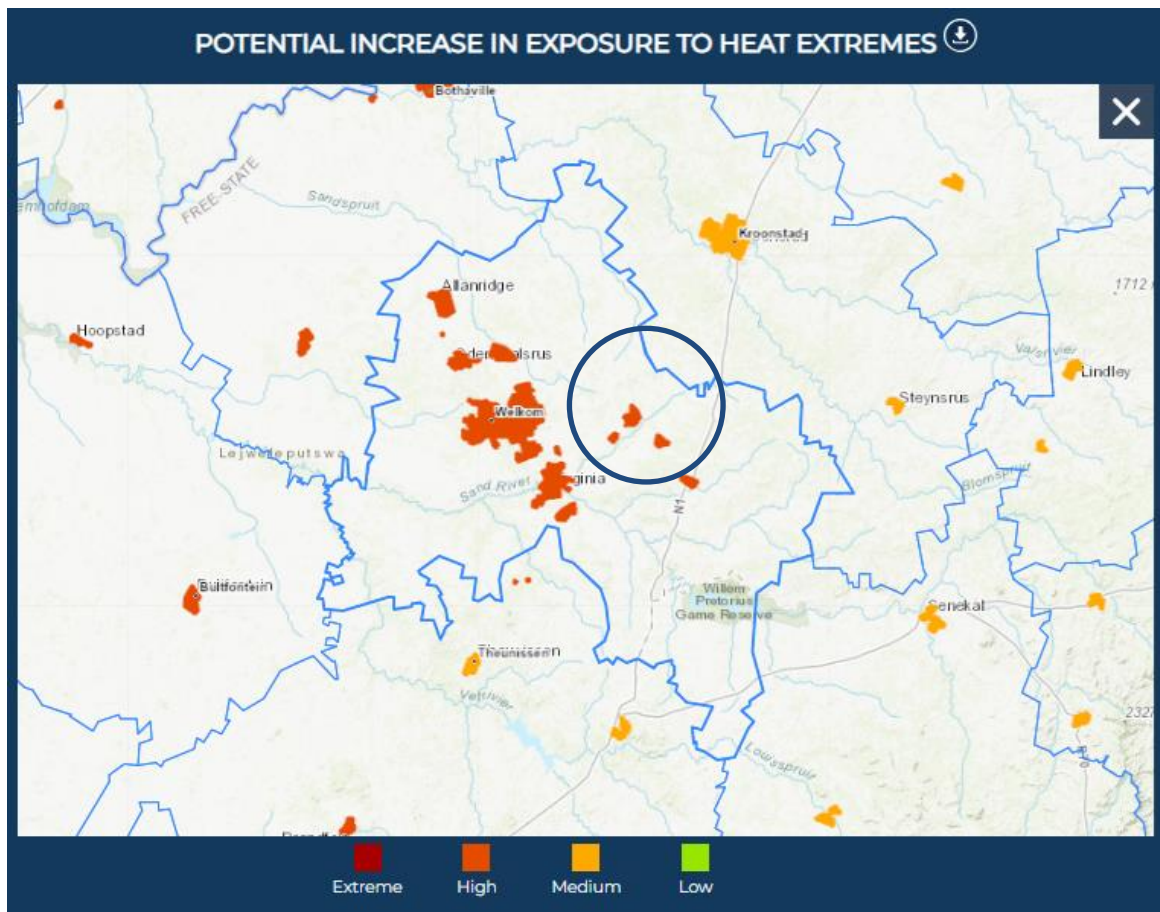 POTENTIAL INCREASE IN EXPOSURE TO HEAT EXTREMES
Bothaville
FREE-STATE
Sandspruit
Kroonstad
Allanridge
1712
Hoopstad
Lindley
Steynsrus
Welkom
Lejweleputswa
Sand River
ginia
Blomspruit
N1
Bultfontein
Willem
Pretorius
Game Reserve
Senekal
Theunissen
Vetrivier
2327
Extreme
High
Medium
Low